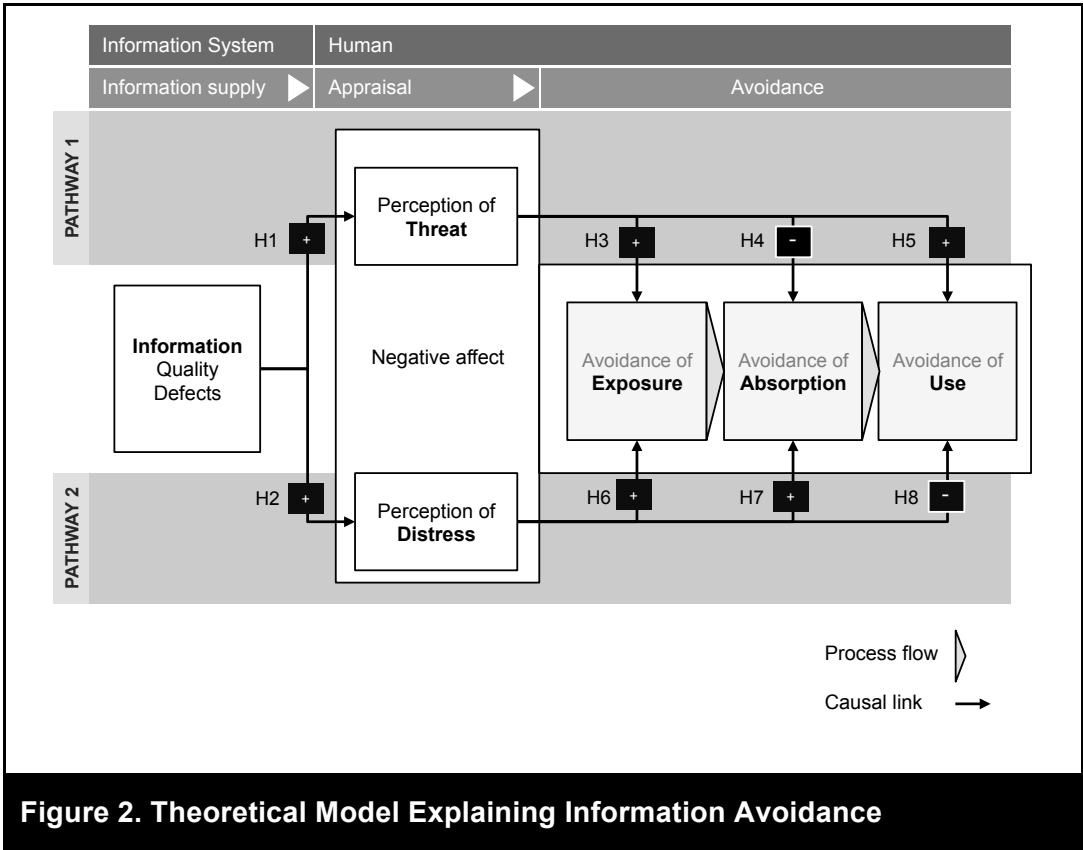 Information System
Human
Information supply
Appraisal
Avoidance
PATHWAY 1
Perception of
Threat
H1 +
H3 +
H4 -
H5 +
Information
Quality
Defects
Negative affect
Avoidance of
Exposure
Avoidance of
Absorption
Avoidance of
Use
PATHWAY 2
H2 +
Perception of
Distress
H6 +
H7 +
H8 -
Process flow
Causal link
Figure 2. Theoretical Model Explaining Information Avoidance